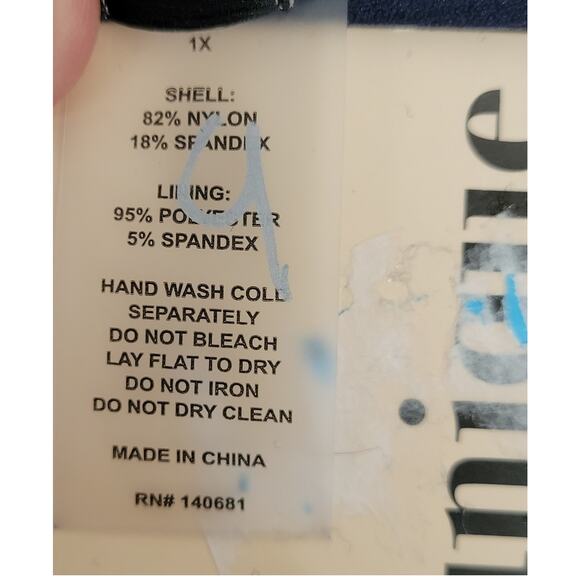 1X
SHELL:
82% NYLON
18% SPANDEX
LINING:
95% POLYESTER
5% SPANDEX
HAND WASH COLD
SEPARATELY
DO NOT BLEACH
LAY FLAT TO DRY
DO NOT IRON
DO NOT DRY CLEAN
MADE IN CHINA
RN# 140681
9
nique